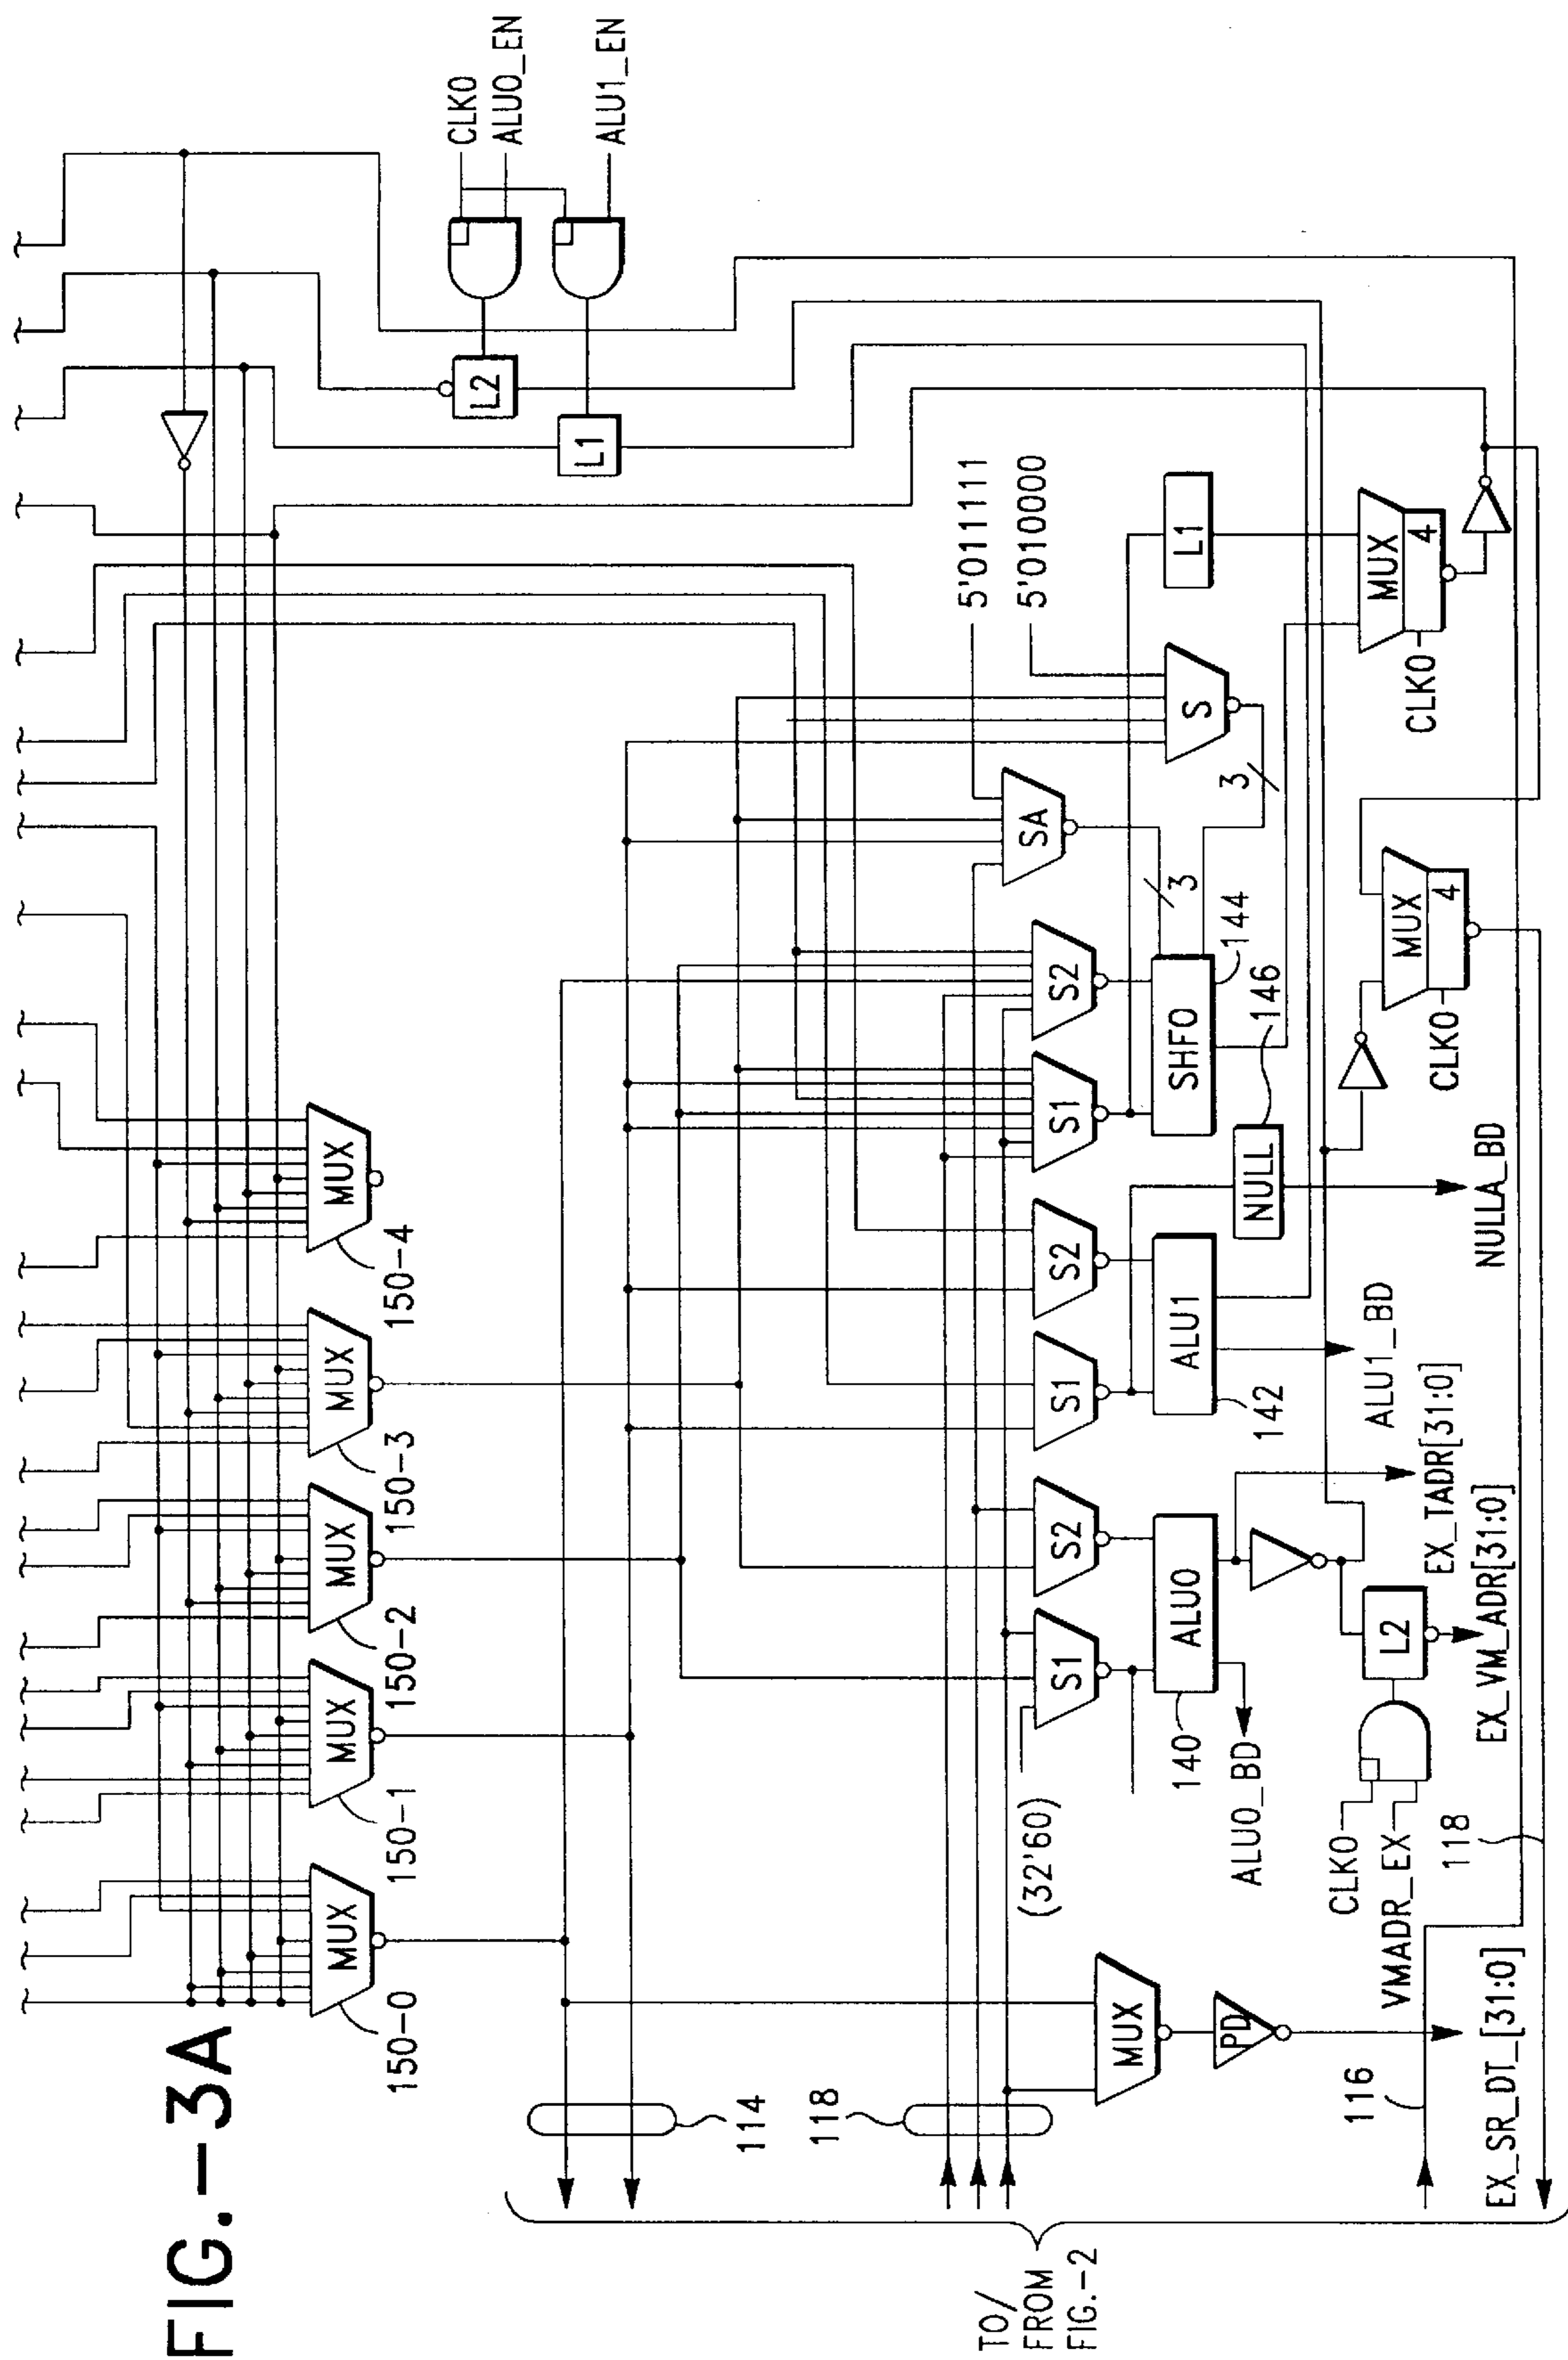 FIG.-3A
150-0
MUX
150-1
MUX
150-2
MUX
150-3
MUX
150-4
MUX
CLK0
ALU0_EN
ALU1_EN
L2
L1
114
118
TO/
FROM
FIG.-2
MUX
PD
116
EX_SR_DT_[31:0]
(32'60)
S1
S2
140
ALU0
ALU0_BD
CLK0
VMADR_EX
L2
118
EX_VM_ADR[31:0]
EX_TADR[31:0]
S1
S2
142
ALU1
ALU1_BD
NULL
146
NULLA_BD
S1
S2
SHF0
144
SA
3
S
3
5'011111
5'010000
L1
MUX
4
CLK0
MUX
4
CLK0